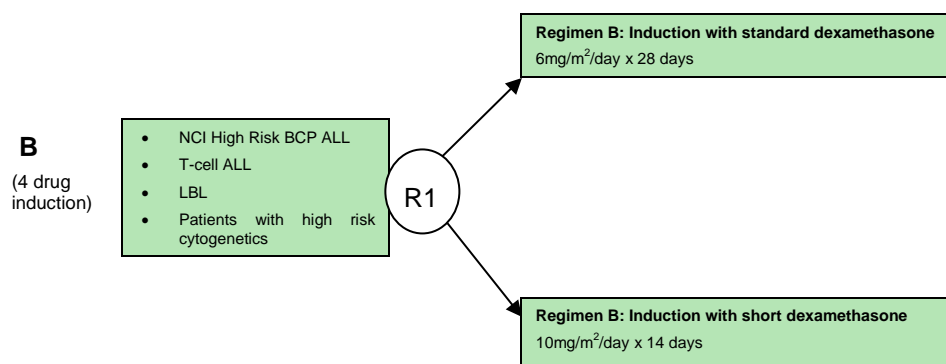 Regimen B: Induction with standard dexamethasone
6mg/m²/day x 28 days
B
(4 drug
induction)
• NCI High Risk BCP ALL
• T-cell ALL
• LBL
• Patients with high risk
cytogenetics
R1
Regimen B: Induction with short dexamethasone
10mg/m²/day x 14 days